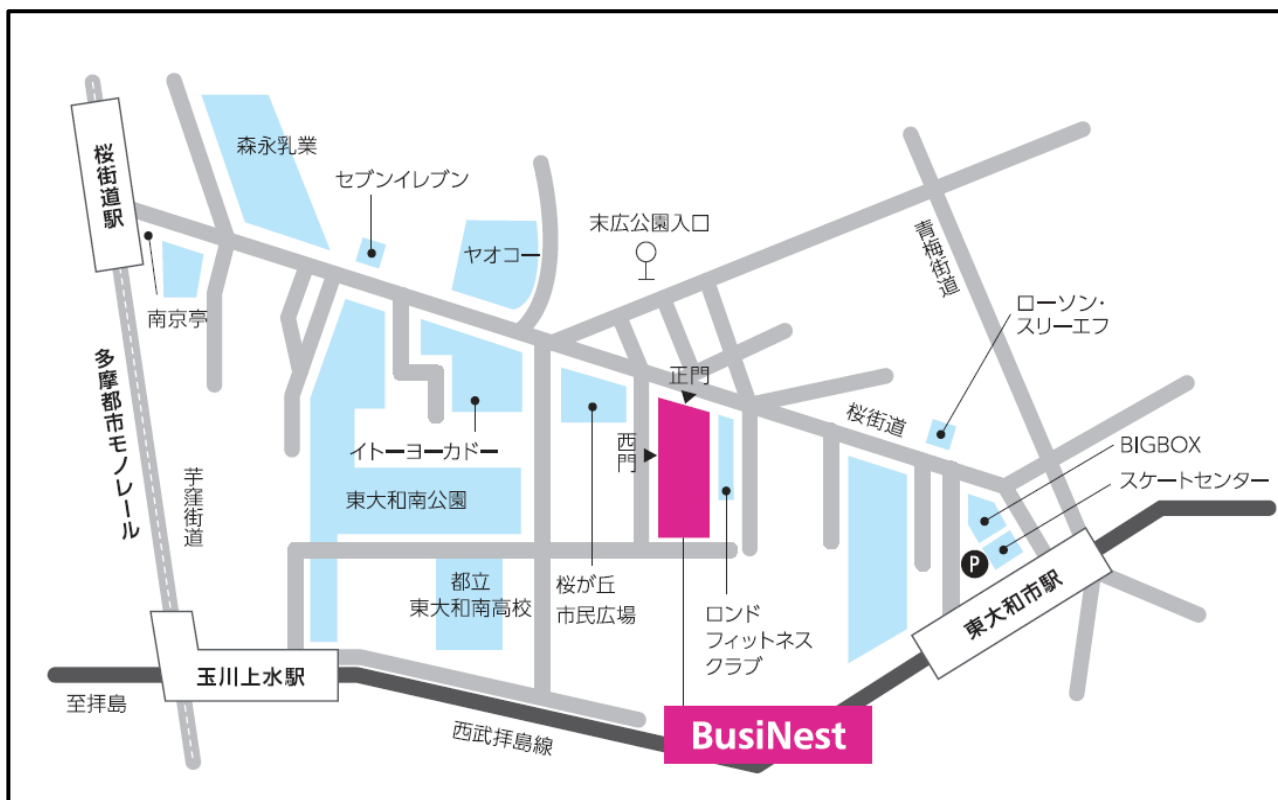 森永乳業
セブンイレブン
桜街道駅
末広公園入口
ヤオコー
青梅街道
南京亭
ローソン・
スリーエフ
多摩都市モノレール
正門
桜街道
西門
イトーヨーカドー
BIGBOX
スケートセンター
芋窪街道
東大和南公園
P
都立
東大和南高校
桜が丘
市民広場
ロンド
フィットネス
クラブ
東大和市駅
玉川上水駅
至拝島
西武拝島線
BusiNest